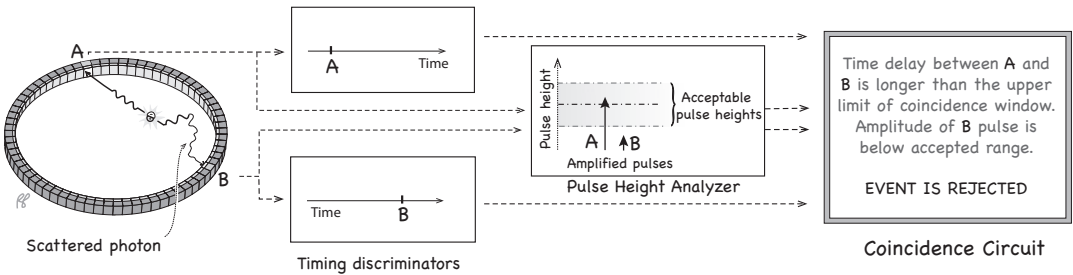 A
B
Scattered photon
A
Time
Time
B
Timing discriminators
Pulse height
Acceptable
pulse heights
A
B
Amplified pulses
Pulse Height Analyzer
Time delay between A and
B is longer than the upper
limit of coincidence window.
Amplitude of B pulse is
below accepted range.
EVENT IS REJECTED
Coincidence Circuit